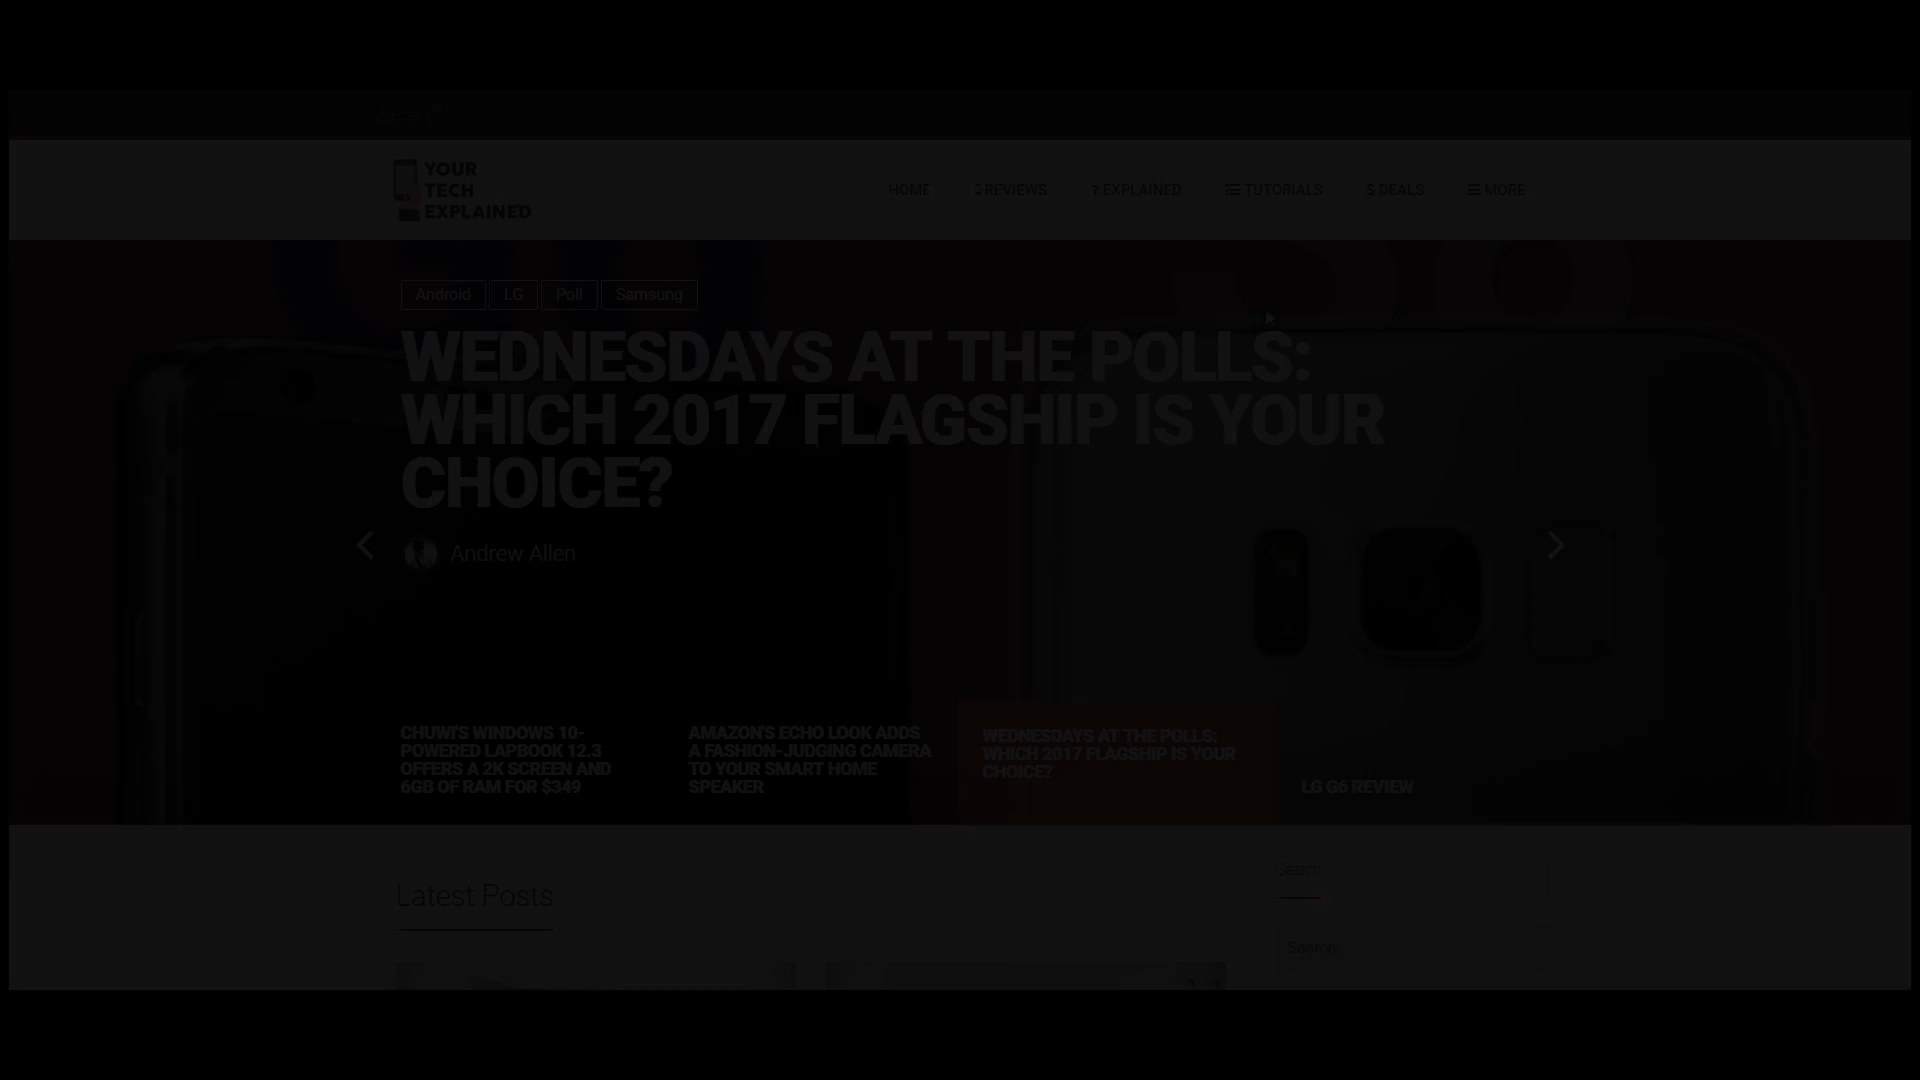 YOUR
TECH
EXPLAINED
HOME REVIEWS ? EXPLAINED TUTORIALS $ DEALS MORE
Android LG Poll Samsung
WEDNESDAYS AT THE POLLS:
WHICH 2017 FLAGSHIP IS YOUR
CHOICE?
Andrew Allen
CHUWI'S WINDOWS 10-
POWERED LAPBOOK 12.3
OFFERS A 2K SCREEN AND
6GB OF RAM FOR $349
AMAZON'S ECHO LOOK ADDS
A FASHION-JUDGING CAMERA
TO YOUR SMART HOME
SPEAKER
WEDNESDAYS AT THE POLLS:
WHICH 2017 FLAGSHIP IS YOUR
CHOICE?
LG G6 REVIEW
Latest Posts
Search
Search...